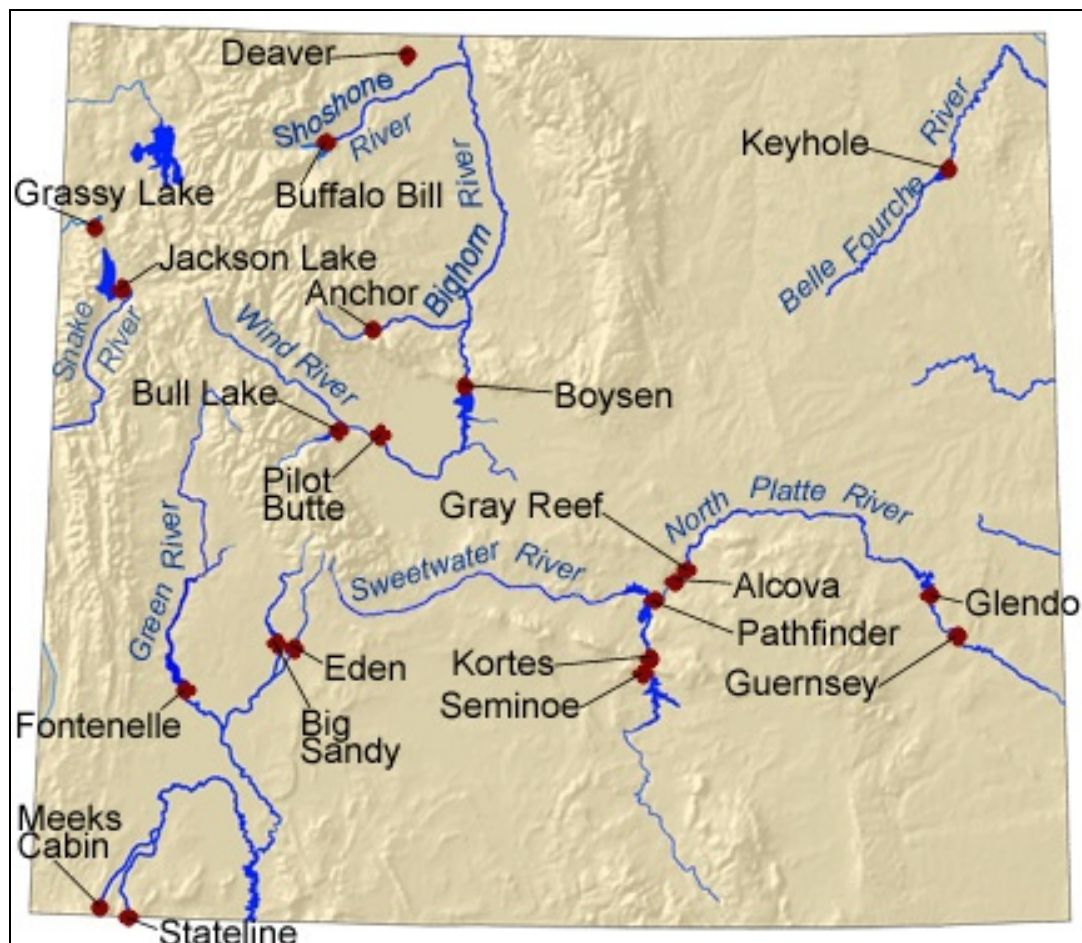 Deaver
Shoshone
River
Buffalo Bill
Bighorn River
Keyhole
Belle Fourche River
Grassy Lake
Jackson Lake
Anchor
Snake
River
Wind River
Bull Lake
Boysen
Pilot
Butte
Gray Reef
North Platte River
Green River
Sweetwater River
Alcova
Glendo
Pathfinder
Eden
Kortes
Guernsey
Seminoe
Fontenelle
Big
Sandy
Meeks
Cabin
Stateline